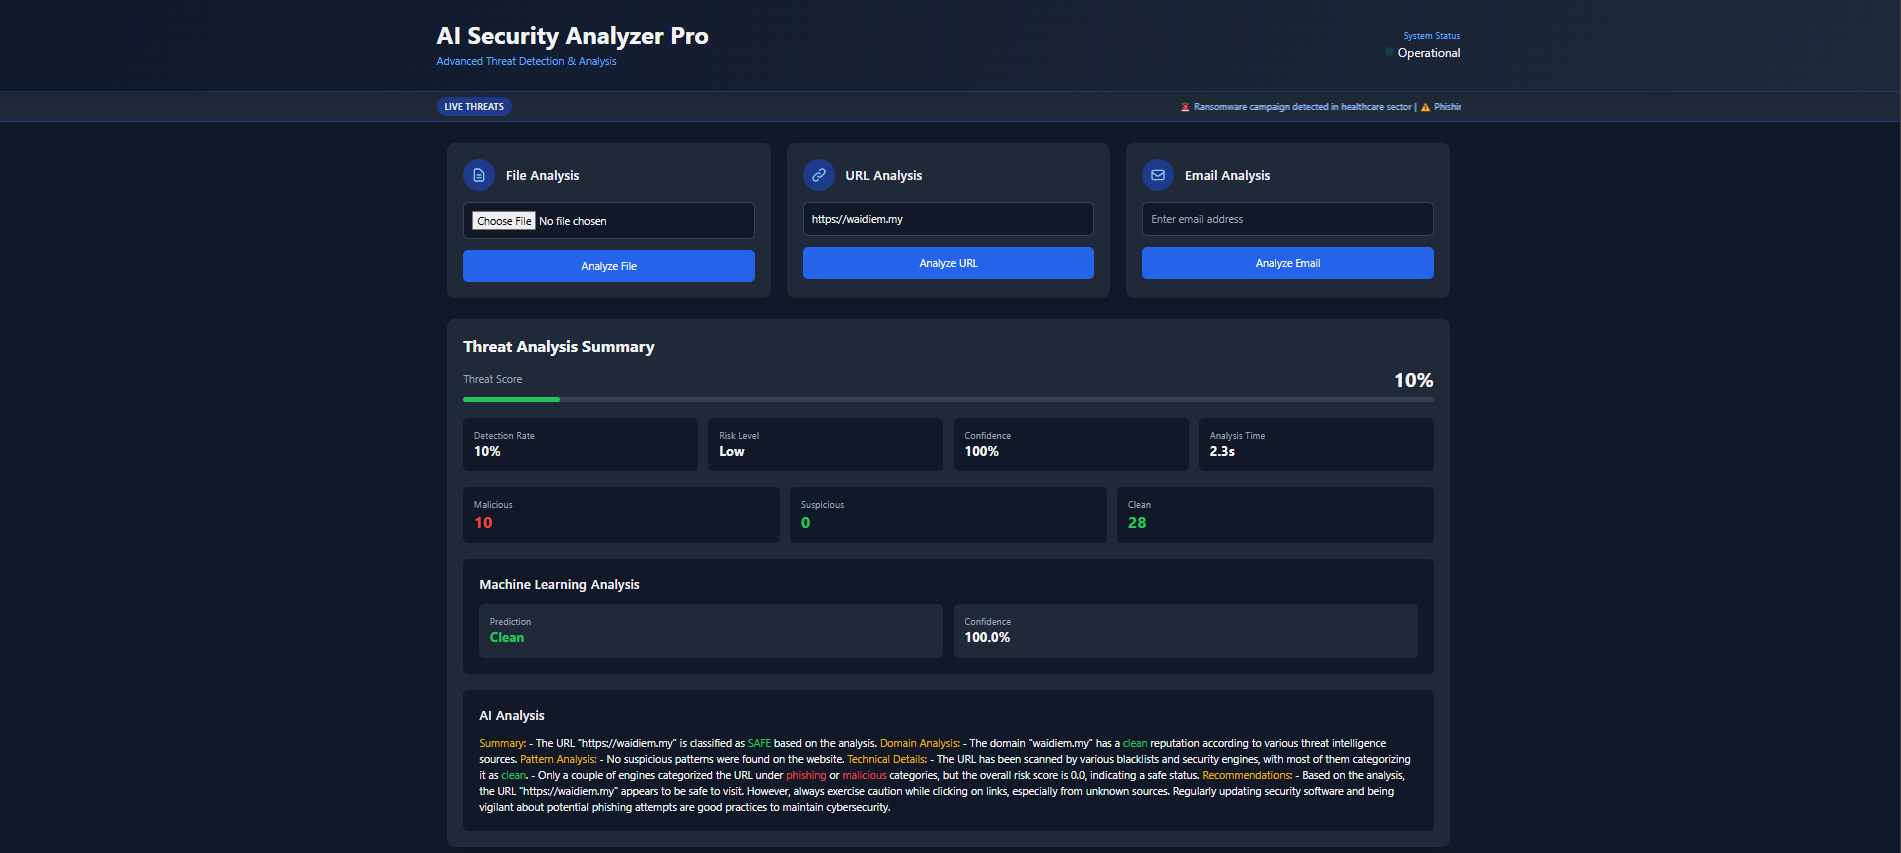 AI Security Analyzer Pro
Advanced Threat Detection & Analysis
System Status
Operational
LIVE THREATS
Ransomware campaign detected in healthcare sector | ⚠ Phishin
File Analysis
Choose File No file chosen
Analyze File
URL Analysis
https://waidiem.my
Analyze URL
Email Analysis
Enter email address
Analyze Email
Threat Analysis Summary
Threat Score
10%
Detection Rate
10%
Risk Level
Low
Confidence
100%
Analysis Time
2.3s
Malicious
10
Suspicious
0
Clean
28
Machine Learning Analysis
Prediction
Clean
Confidence
100.0%
AI Analysis
Summary: - The URL "https://waidiem.my" is classified as SAFE based on the analysis. Domain Analysis: - The domain "waidiem.my" has a clean reputation according to various threat intelligence
sources. Pattern Analysis: - No suspicious patterns were found on the website. Technical Details: - The URL has been scanned by various blacklists and security engines, with most of them categorizing
it as clean. - Only a couple of engines categorized the URL under phishing or malicious categories, but the overall risk score is 0.0, indicating a safe status. Recommendations: - Based on the analysis,
the URL "https://waidiem.my" appears to be safe to visit. However, always exercise caution while clicking on links, especially from unknown sources. Regularly updating security software and being
vigilant about potential phishing attempts are good practices to maintain cybersecurity.